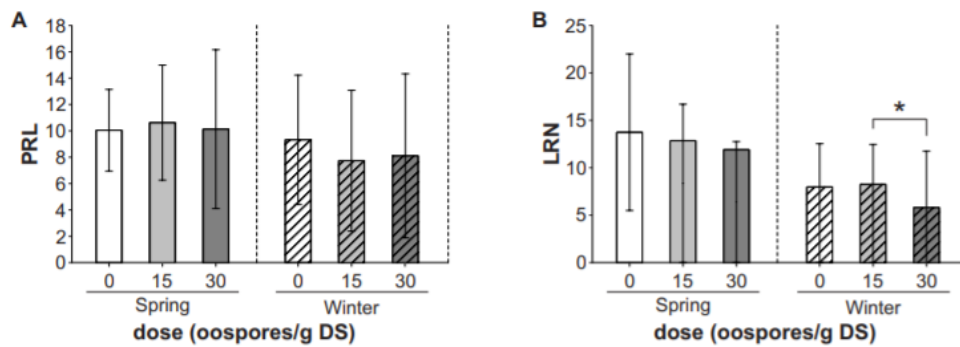 A
B
18
16
14
12
10
8
6
4
2
0
PRL
0 15 30 0 15 30
Spring Winter
dose (oospores/g DS)
25
20
15
10
5
0
LRN
*
0 15 30 0 15 30
Spring Winter
dose (oospores/g DS)